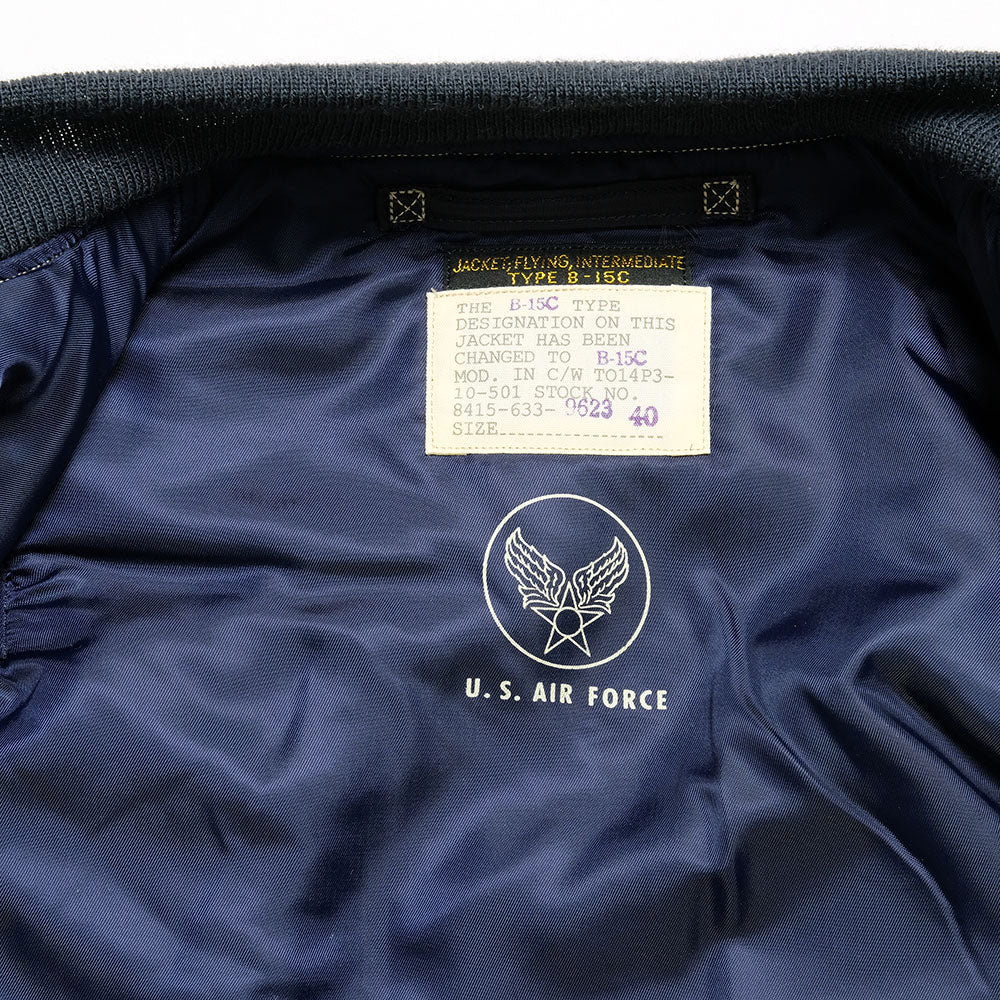 JACKET, FLYING, INTERMEDIATE
TYPE B-15C
THE B-15C TYPE
DESIGNATION ON THIS
JACKET HAS BEEN
CHANGED TO B-15C
MOD. IN C/W TO14P3-
10-501 STOCK NO.
8415-633-9623 40
SIZE
U. S. AIR FORCE